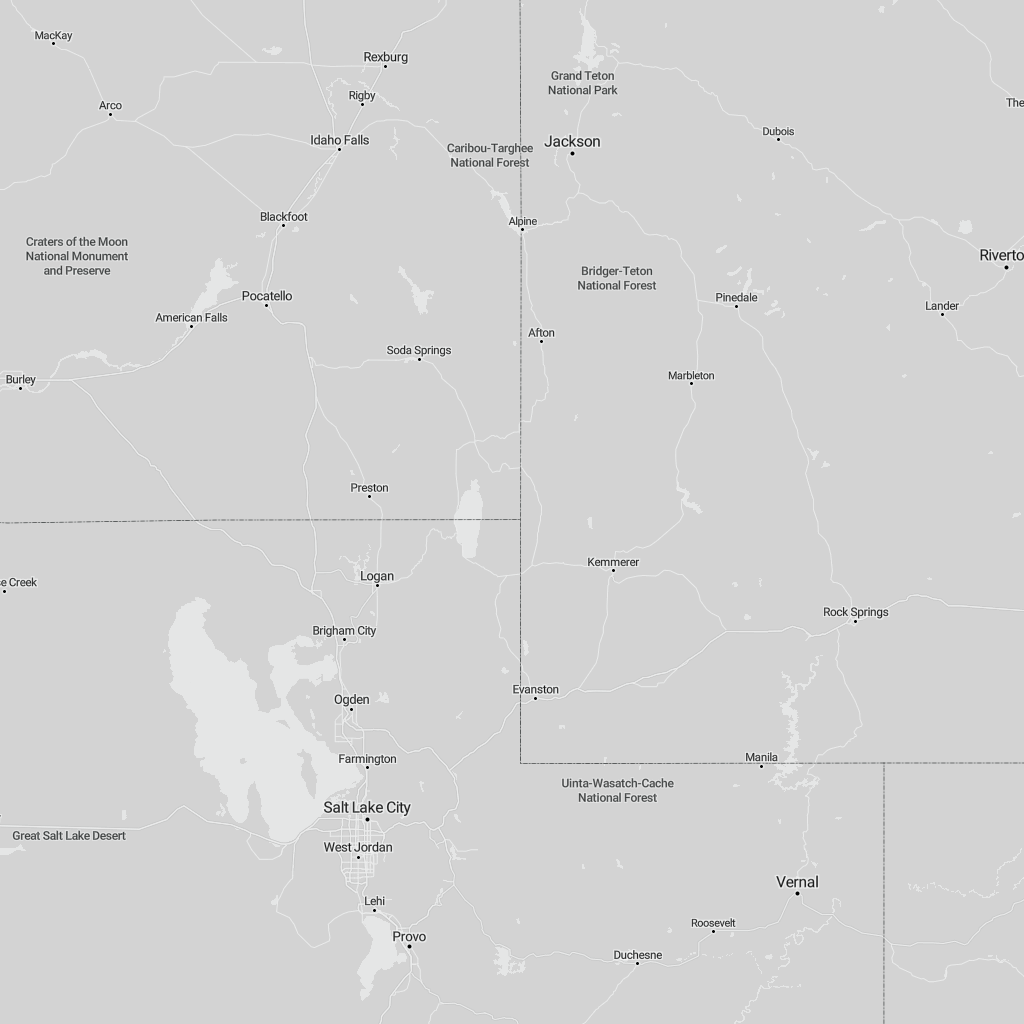 MacKay
Rexburg
Grand Teton
National Park
Rigby
Arco
The
Dubois
Idaho Falls
Jackson
Caribou-Targhee
National Forest
Blackfoot
Alpine
Craters of the Moon
National Monument
and Preserve
Riverto
Bridger-Teton
National Forest
Pocatello
Pinedale
Lander
American Falls
Afton
Soda Springs
Burley
Marbleton
Preston
Kemmerer
Logan
e Creek
Rock Springs
Brigham City
Evanston
Ogden
Manila
Farmington
Uinta-Wasatch-Cache
National Forest
Salt Lake City
Great Salt Lake Desert
West Jordan
Vernal
Lehi
Roosevelt
Provo
Duchesne